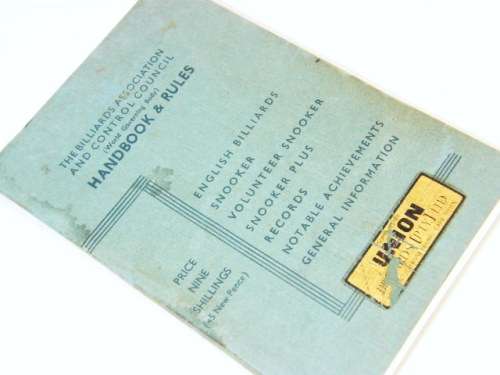 THE BILLIARDS ASSOCIATION
AND CONTROL COUNCIL
(World Governing Body)
HANDBOOK & RULES
ENGLISH BILLIARDS
SNOOKER
VOLUNTEER SNOOKER
SNOOKER PLUS
RECORDS
NOTABLE ACHIEVEMENTS
GENERAL INFORMATION
PRICE
NINE
SHILLINGS
(45 New Pence)
UNION